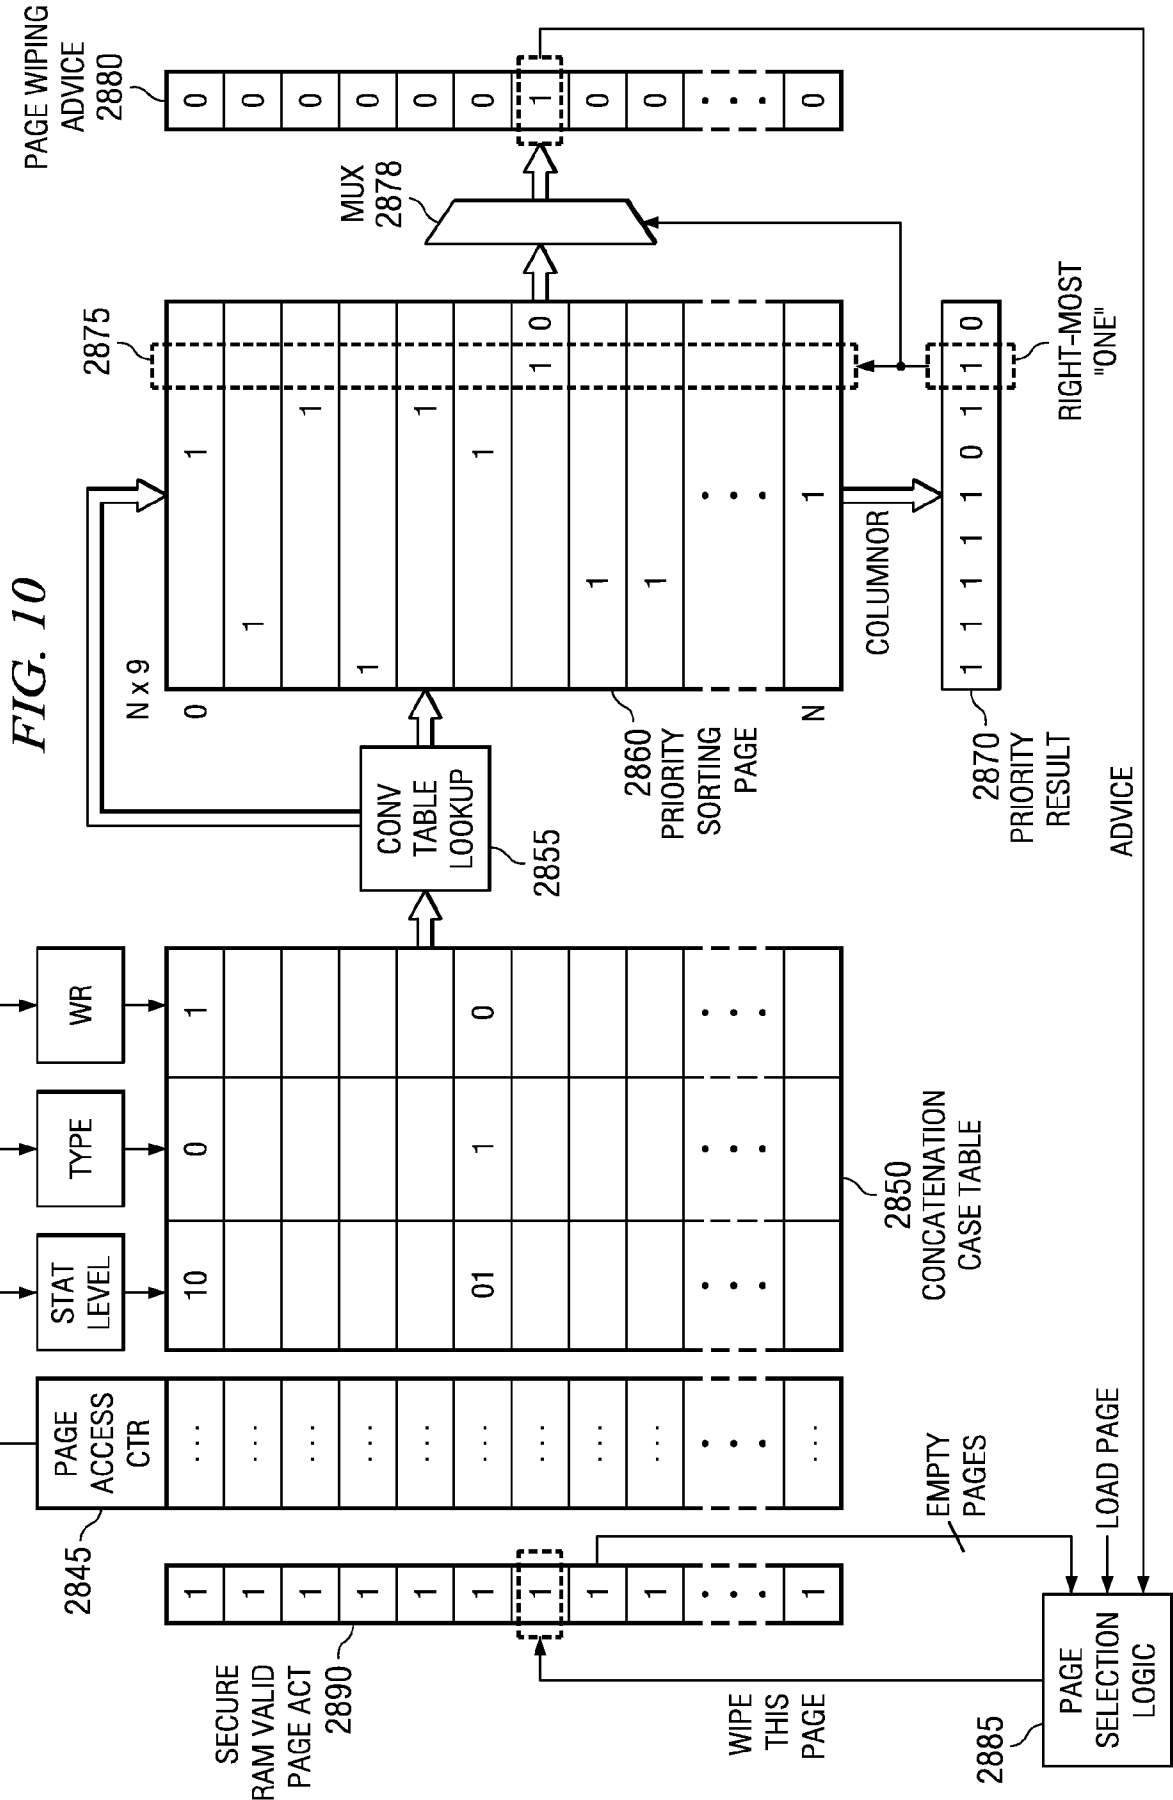 FIG. 10
SECURE
RAM VALID
PAGE ACT
2890
1
1
1
1
1
1
1
1
1
...
1
WIPE
THIS
PAGE
2845
PAGE
ACCESS
CTR
...
...
...
...
...
...
...
...
...
...
...
EMPTY
PAGES
LOAD PAGE
2885
PAGE
SELECTION
LOGIC
STAT
LEVEL
TYPE
WR
10 0 1
01 1 0
... ... ...
2850
CONCATENATION
CASE TABLE
CONV
TABLE
LOOKUP
2855
N x 9
0
N
2875
1
1
1
1
1
1
1 0
1
1
...
1
2860
PRIORITY
SORTING
PAGE
COLUMNOR
2870
PRIORITY
RESULT
1 1 1 1 1 0 1 1 0
RIGHT-MOST
"ONE"
MUX
2878
PAGE WIPING
ADVICE
2880
0
0
0
0
0
0
1
0
0
...
0
ADVICE